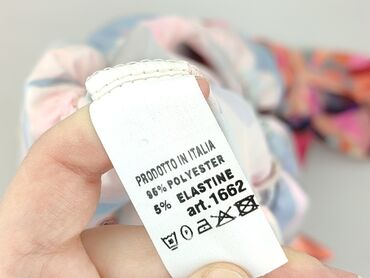 PRODOTTO IN ITALIA
95% POLYESTER
5% ELASTINE
art.1662